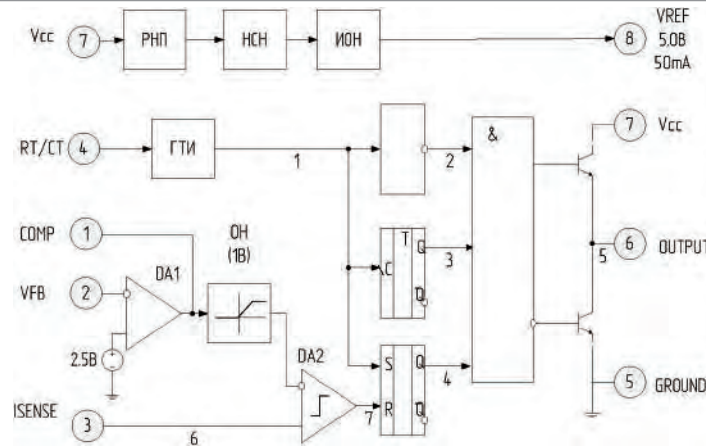 Vcc 7 РНП НСН ИОН 8 VREF
5.0В
50mA
RT/CT 4 ГТИ 1 2 & 7 Vcc
COMP 1 ОН
(1В)
T
C Q 3
Q
VFB 2 DA1
5 6 OUTPUT
2.5В
DA2
S Q 4
R Q
7
ISENSE 3 6
5 GROUND